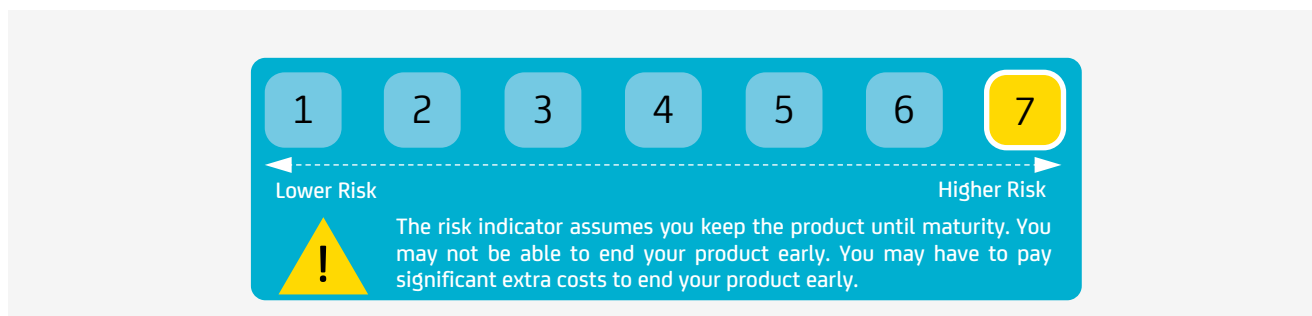 1 2 3 4 5 6 7
Lower Risk Higher Risk
The risk indicator assumes you keep the product until maturity. You
may not be able to end your product early. You may have to pay
significant extra costs to end your product early.
!